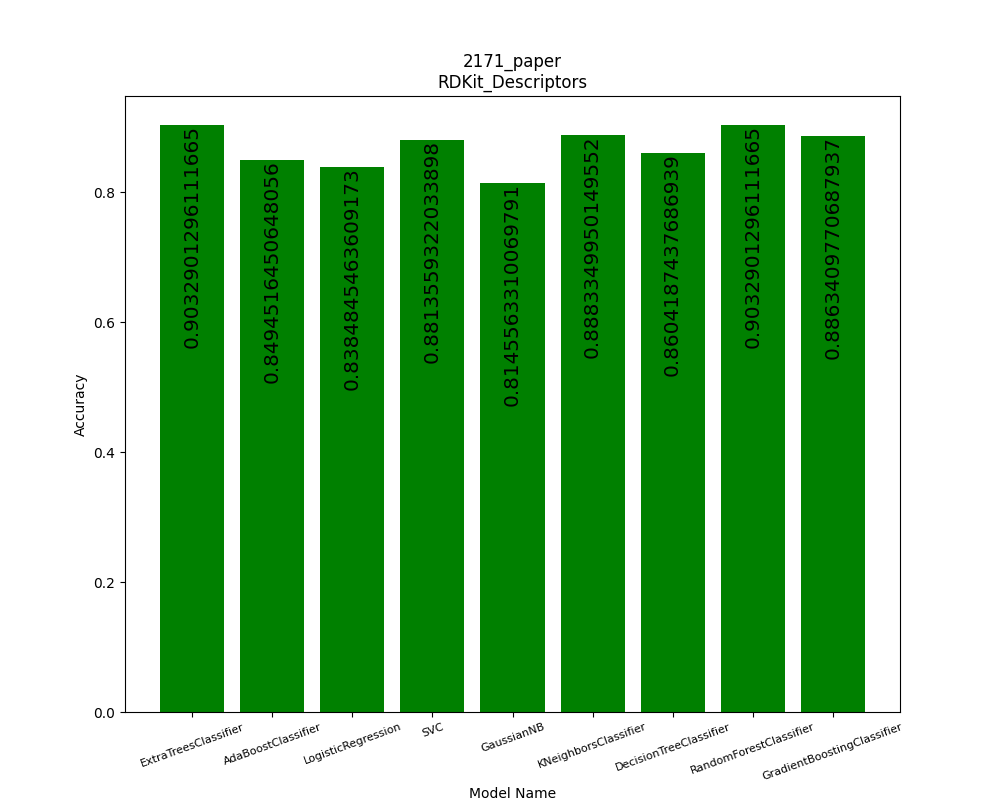 2171_paper
RDKit_Descriptors
Accuracy
0.8
0.6
0.4
0.2
0.0
0.9032901296111665
0.8494516450648056
0.8384845463609173
0.8813559322033898
0.8145563310069791
0.8883349950149552
0.8604187437686939
0.9032901296111665
0.8863409770687937
ExtraTreesClassifier
AdaBoostClassifier
LogisticRegression
SVC
GaussianNB
KNeighborsClassifier
DecisionTreeClassifier
RandomForestClassifier
GradientBoostingClassifier
Model Name